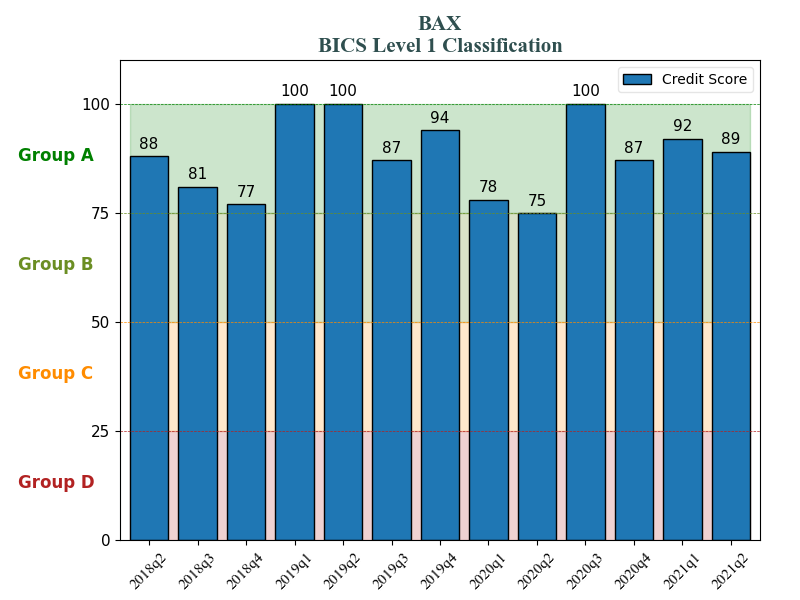 BAX
BICS Level 1 Classification
Credit Score
100
75
50
25
0
Group A
Group B
Group C
Group D
88
81
77
100
100
87
94
78
75
100
87
92
89
2018q2
2018q3
2018q4
2019q1
2019q2
2019q3
2019q4
2020q1
2020q2
2020q3
2020q4
2021q1
2021q2